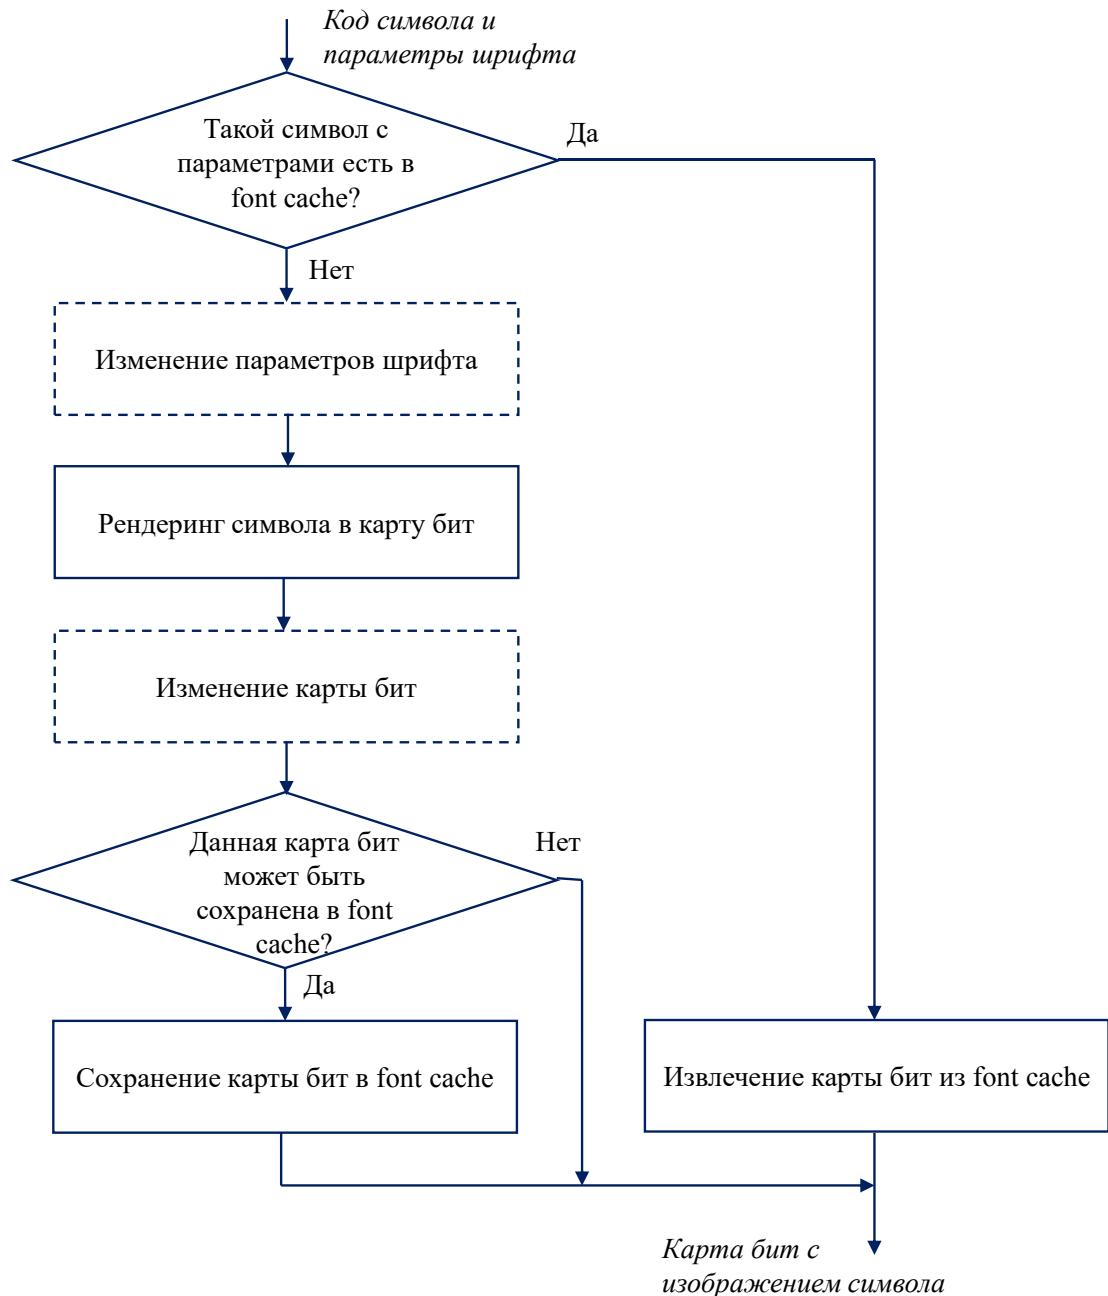 Код символа и
параметры шрифта
Такой символ с
параметрами есть в
font cache?
Да
Нет
Изменение параметров шрифта
Рендеринг символа в карту бит
Изменение карты бит
Данная карта бит
может быть
сохранена в font
cache?
Нет
Да
Сохранение карты бит в font cache
Извлечение карты бит из font cache
Карта бит с
изображением символа